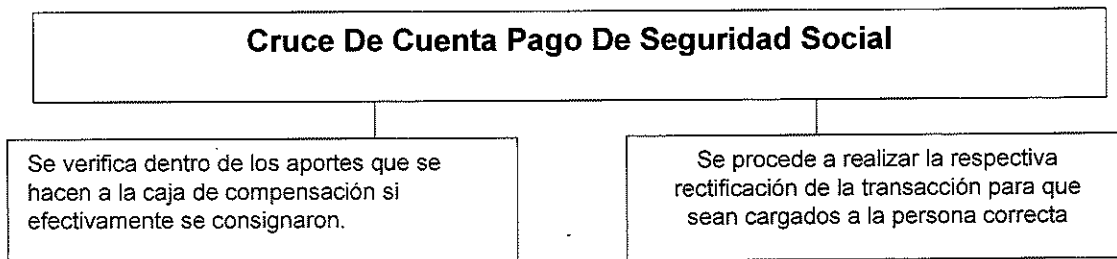 Cruce De Cuenta Pago De Seguridad Social
Se verifica dentro de los aportes que se
hacen a la caja de compensación si
efectivamente se consignaron.
Se procede a realizar la respectiva
rectificación de la transacción para que
sean cargados a la persona correcta